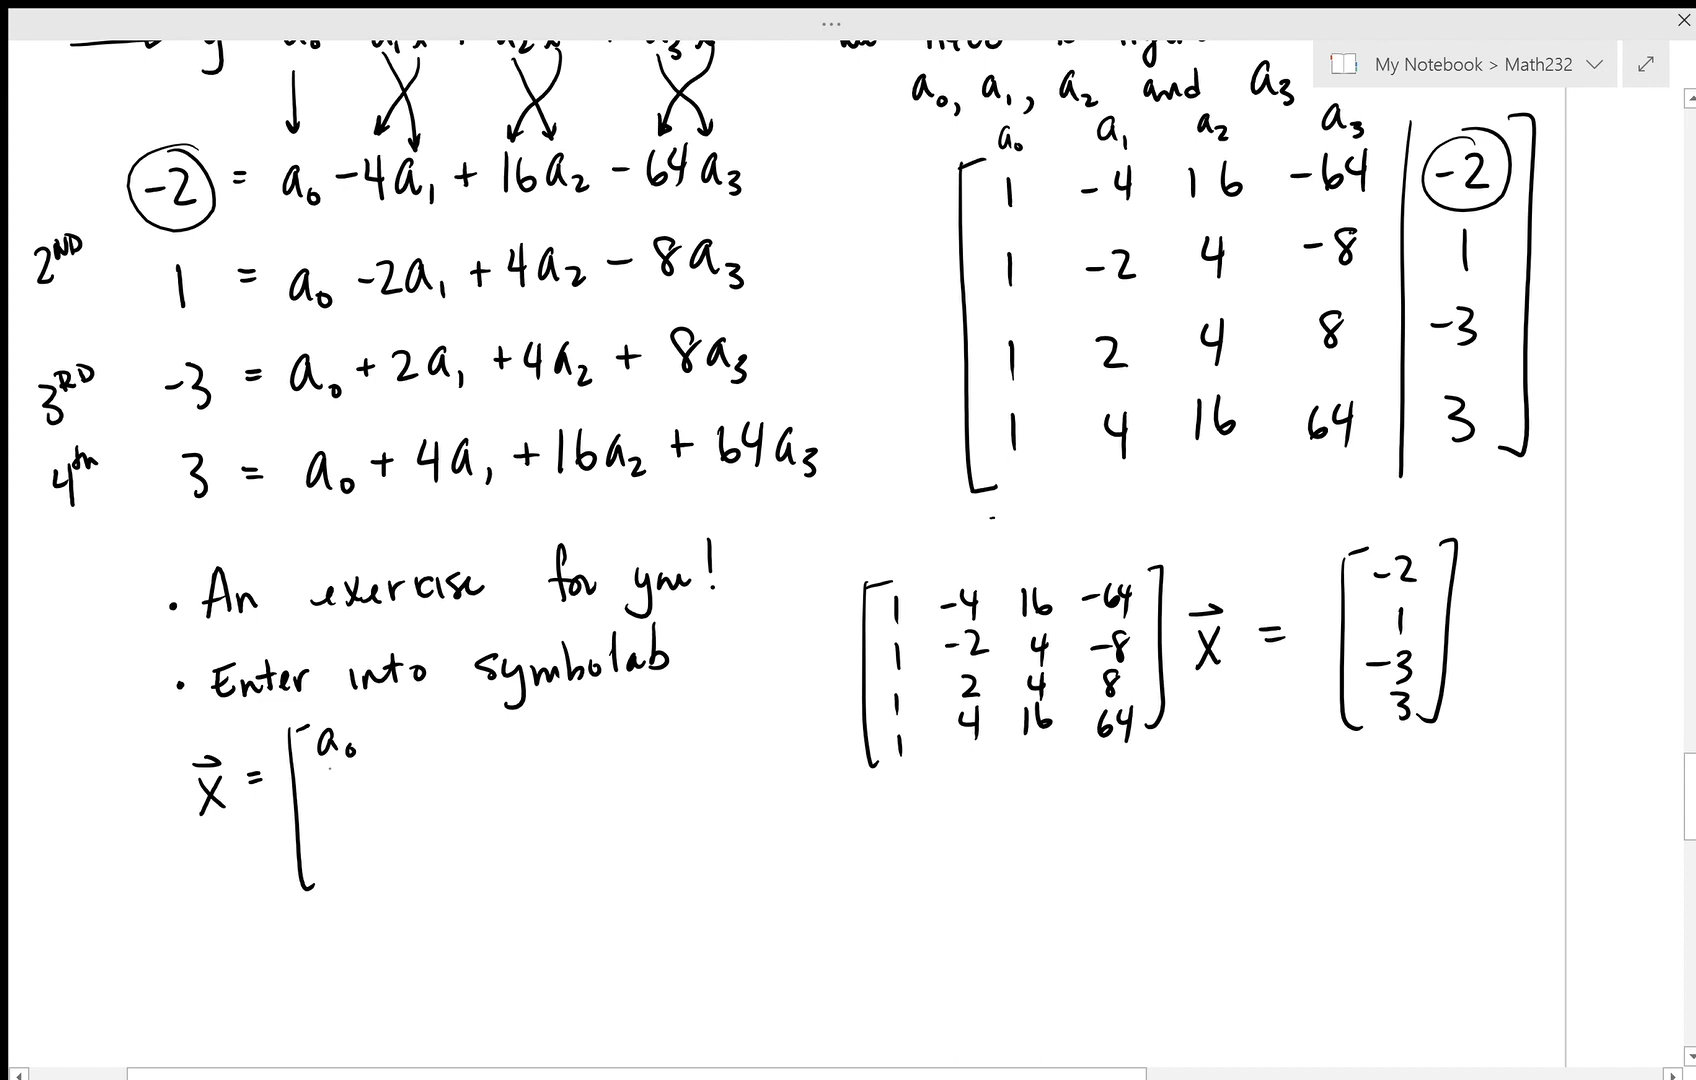 My Notebook > Math232
a₀, a₁, a₂ and a₃
a₀ a₁ a₂ a₃
-2 = a₀ -4a₁ + 16a₂ - 64a₃
2ND 1 = a₀ -2a₁ + 4a₂ - 8a₃
3RD -3 = a₀ + 2a₁ + 4a₂ + 8a₃
4th 3 = a₀ + 4a₁ + 16a₂ + 64a₃
1 -4 16 -64 | -2
1 -2 4 -8 | 1
1 2 4 8 | -3
1 4 16 64 | 3
• An exercise for you!
• Enter into symbolab
x⃗ = [ a₀
1 -4 16 -64
1 -2 4 -8
1 2 4 8
1 4 16 64
x⃗ =
-2
1
-3
3